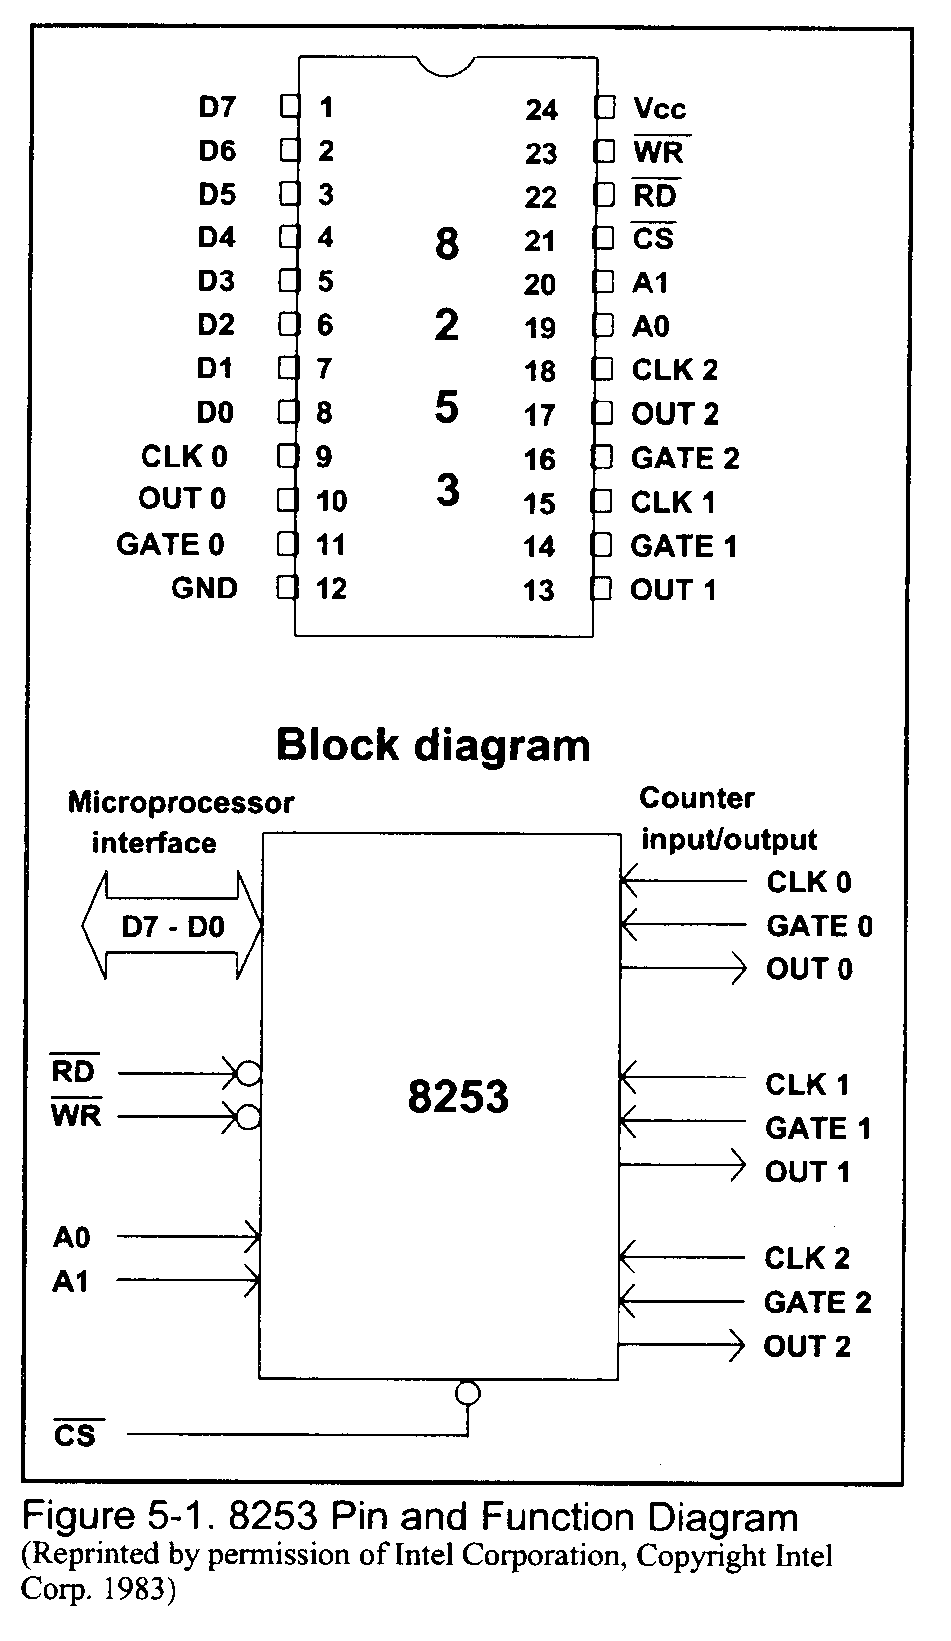 D7 1 24 Vcc
D6 2 23 WR
D5 3 22 RD
D4 4 8 21 CS
D3 5 20 A1
D2 6 2 19 A0
D1 7 18 CLK 2
D0 8 5 17 OUT 2
CLK 0 9 16 GATE 2
OUT 0 10 3 15 CLK 1
GATE 0 11 14 GATE 1
GND 12 13 OUT 1
Block diagram
Microprocessor
interface
Counter
input/output
D7 - D0
RD
WR
A0
A1
CS
8253
CLK 0
GATE 0
OUT 0
CLK 1
GATE 1
OUT 1
CLK 2
GATE 2
OUT 2
Figure 5-1. 8253 Pin and Function Diagram
(Reprinted by permission of Intel Corporation, Copyright Intel
Corp. 1983)